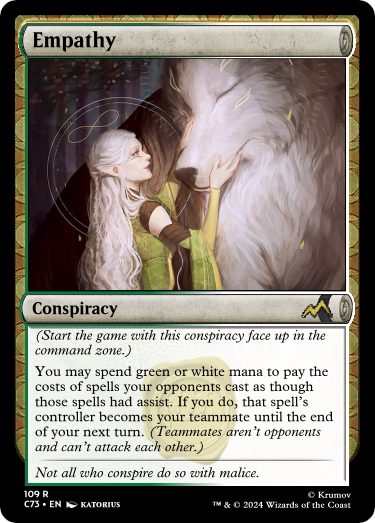 Empathy
Conspiracy
(Start the game with this conspiracy face up in the
command zone.)
You may spend green or white mana to pay the
costs of spells your opponents cast as though
those spells had assist. If you do, that spell's
controller becomes your teammate until the end
of your next turn. (Teammates aren't opponents
and can't attack each other.)
Not all who conspire do so with malice.
109 R © Krumov
C73 • EN KATORIUS ™ & © 2024 Wizards of the Coast